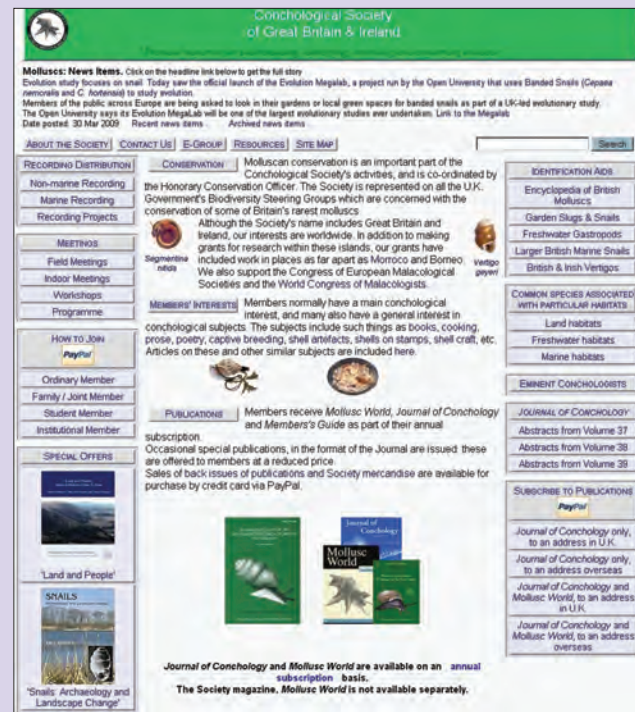 Conchological Society
of Great Britain & Ireland
Molluscs: News Items. Click on the headline link below to get the full story
Evolution study focuses on snail. Today saw the official launch of the Evolution Megalab, a project run by the Open University that uses Banded Snails (Cepaea
nemoralis and C. hortensis) to study evolution.
Members of the public across Europe are being asked to look in their gardens or local green spaces for banded snails as part of a UK-led evolutionary study.
The Open University says its Evolution MegaLab will be one of the largest evolutionary studies ever undertaken. Link to the Megalab
Date posted: 30 Mar 2009 Recent news items Archived news items
ABOUT THE SOCIETY CONTACT US E-GROUP RESOURCES SITE MAP Search
RECORDING DISTRIBUTION
Non-marine Recording
Marine Recording
Recording Projects
MEETINGS
Field Meetings
Indoor Meetings
Workshops
Programme
HOW TO JOIN
PayPal
Ordinary Member
Family / Joint Member
Student Member
Institutional Member
SPECIAL OFFERS
'Land and People'
SNAILS
'Snails: Archaeology and
Landscape Change'
CONSERVATION Molluscan conservation is an important part of the
Conchological Society's activities, and is co-ordinated by
the Honorary Conservation Officer. The Society is represented on all the U.K.
Government's Biodiversity Steering Groups which are concerned with the
conservation of some of Britain's rarest molluscs
Although the Society's name includes Great Britain and
Ireland, our interests are worldwide. In addition to making
grants for research within these islands, our grants have
included work in places as far apart as Morroco and Borneo.
We also support the Congress of European Malacological
Societies and the World Congress of Malacologists.
Segmentina
nitida
Vertigo
geyeri
MEMBERS' INTERESTS Members normally have a main conchological
interest, and many also have a general interest in
conchological subjects. The subjects include such things as books, cooking,
prose, poetry, captive breeding, shell artefacts, shells on stamps, shell craft, etc.
Articles on these and other similar subjects are included here.
PUBLICATIONS Members receive Mollusc World, Journal of Conchology
and Members's Guide as part of their annual
subscription.
Occasional special publications, in the format of the Journal are issued: these
are offered to members at a reduced price.
Sales of back issues of publications and Society mercandise are available for
purchase by credit card via PayPal.
Journal of
Conchology
Mollusc
World
Journal of Conchology and Mollusc World are available on an annual
subscription basis.
The Society magazine, Mollusc World is not available separately.
IDENTIFICATION AIDS
Encyclopedia of British
Molluscs
Garden Slugs & Snails
Freshwater Gastropods
Larger British Marine Snails
British & Irish Vertigos
COMMON SPECIES ASSOCIATED
WITH PARTICULAR HABITATS
Land habitats
Freshwater habitats
Marine habitats
EMINENT CONCHOLOGISTS
JOURNAL OF CONCHOLOGY
Abstracts from Volume 37
Abstracts from Volume 38
Abstracts from Volume 39
SUBSCRIBE TO PUBLICATIONS
PayPal
Journal of Conchology only,
to an address in U.K.
Journal of Conchology only,
to an address overseas
Journal of Conchology and
Mollusc World, to an address
in U.K.
Journal of Conchology and
Mollusc World, to an address
overseas